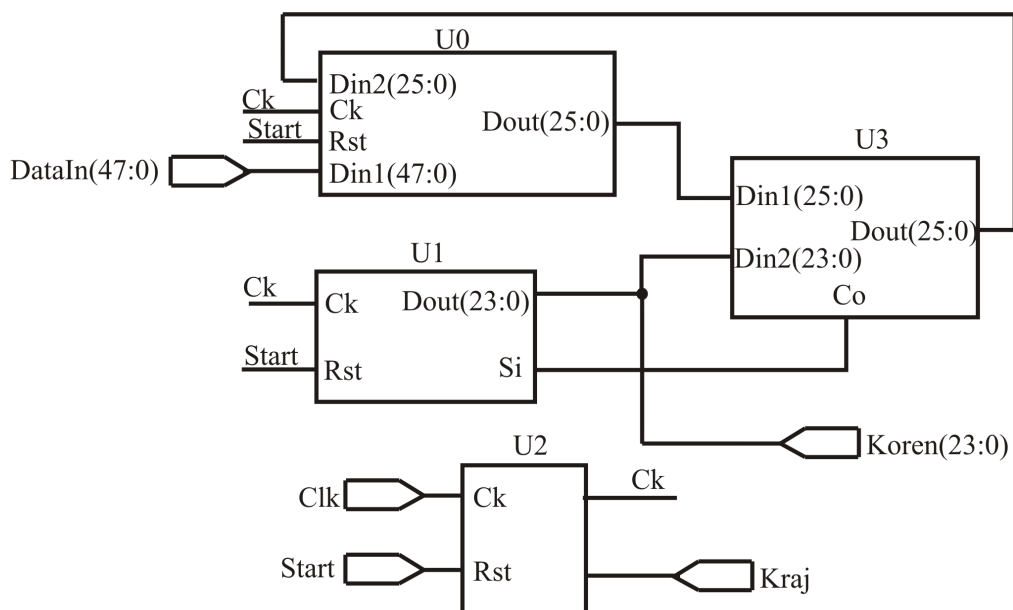 U0
Din2(25:0)
Ck
Ck
Dout(25:0)
Start
Rst
U3
DataIn(47:0)
Din1(47:0)
Din1(25:0)
Dout(25:0)
U1
Din2(23:0)
Ck
Ck
Dout(23:0)
Co
Start
Rst
Si
U2
Koren(23:0)
Clk
Ck
Ck
Start
Rst
Kraj